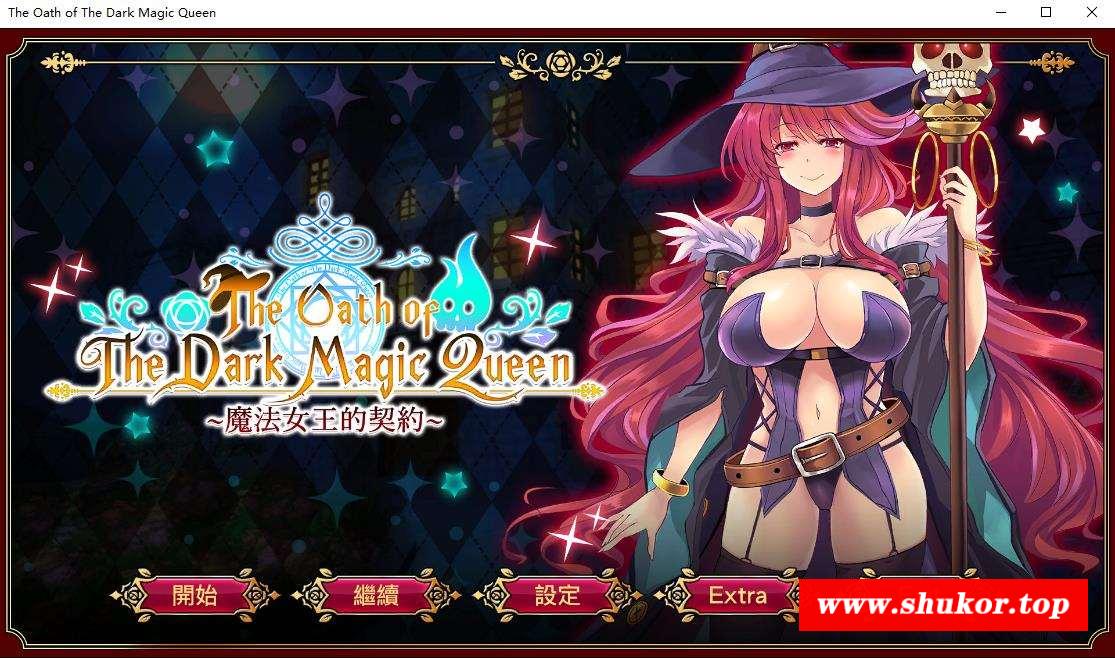 The Oath of The Dark Magic Queen
The Oath of
The Dark Magic Queen
~魔法女王的契約~
開始
繼續
設定
Extra
www.shukor.top